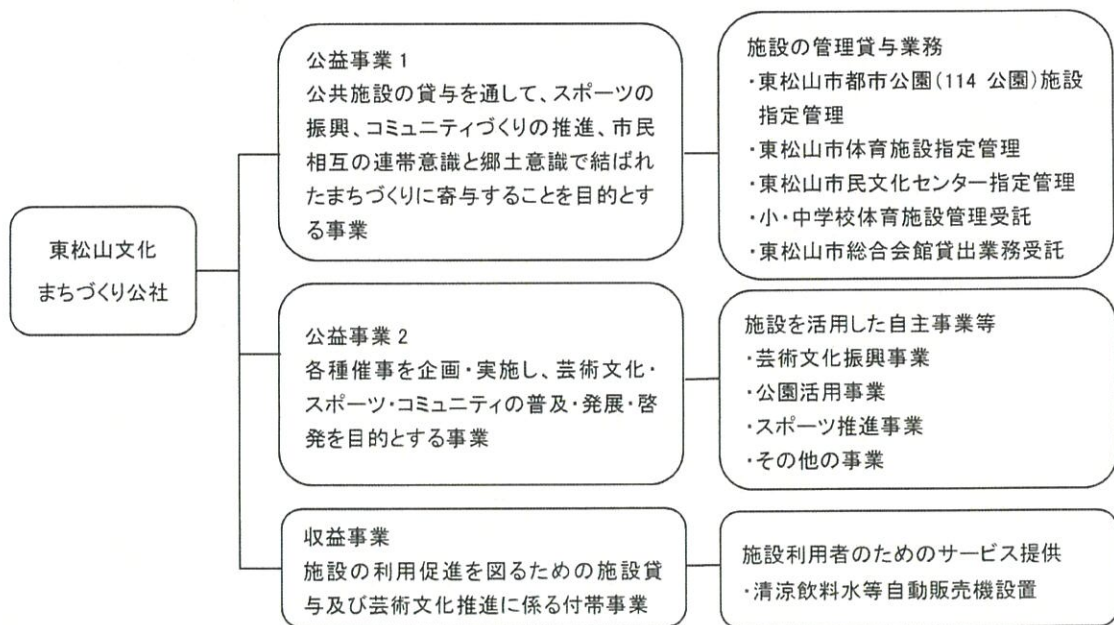 東松山文化
まちづくり公社
公益事業 1
公共施設の貸与を通して、スポーツの
振興、コミュニティづくりの推進、市民
相互の連帯意識と郷土意識で結ばれ
たまちづくりに寄与することを目的とす
る事業
施設の管理貸与業務
・東松山市都市公園(114 公園)施設
指定管理
・東松山市体育施設指定管理
・東松山市民文化センター指定管理
・小・中学校体育施設管理受託
・東松山市総合会館貸出業務受託
公益事業 2
各種催事を企画・実施し、芸術文化・
スポーツ・コミュニティの普及・発展・啓
発を目的とする事業
施設を活用した自主事業等
・芸術文化振興事業
・公園活用事業
・スポーツ推進事業
・その他の事業
収益事業
施設の利用促進を図るための施設貸
与及び芸術文化推進に係る付帯事業
施設利用者のためのサービス提供
・清涼飲料水等自動販売機設置